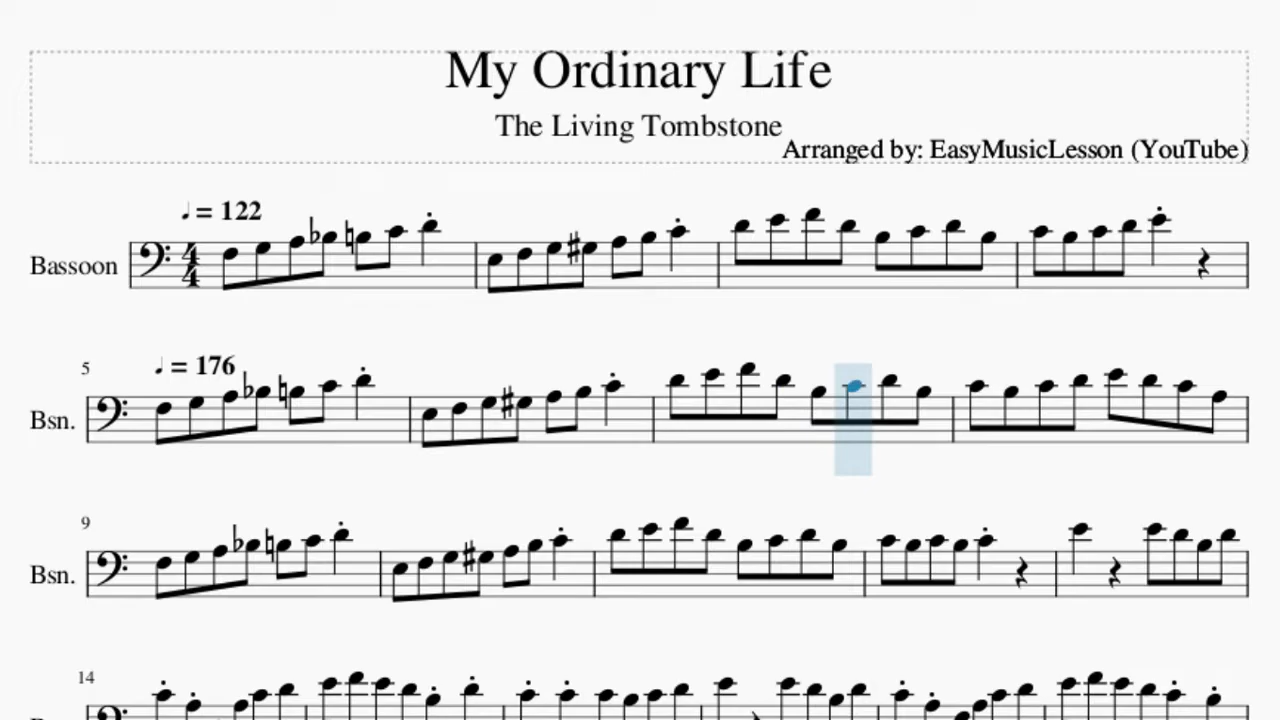 My Ordinary Life
The Living Tombstone
Arranged by: EasyMusicLesson (YouTube)
♩ = 122
Bassoon
4
4
5
♩ = 176
Bsn.
9
Bsn.
14